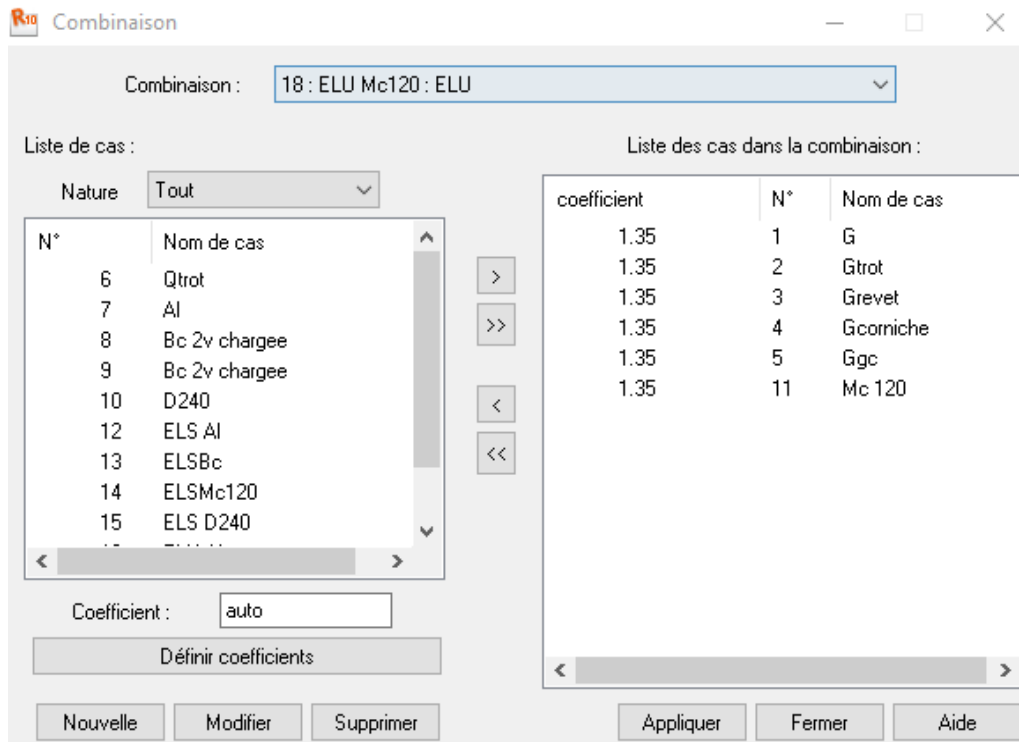 R10 Combinaison
Combinaison : 18 : ELU Mc120 : ELU
Liste de cas :
Nature Tout
N° Nom de cas
6 Qtrot
7 Al
8 Bc 2v chargee
9 Bc 2v chargee
10 D240
12 ELS Al
13 ELSBc
14 ELSMc120
15 ELS D240
Coefficient : auto
Définir coefficients
Nouvelle Modifier Supprimer
> 
>>
<
<<
Liste des cas dans la combinaison :
coefficient N° Nom de cas
1.35 1 G
1.35 2 Gtrot
1.35 3 Grevet
1.35 4 Gcorniche
1.35 5 Ggc
1.35 11 Mc 120
Appliquer Fermer Aide